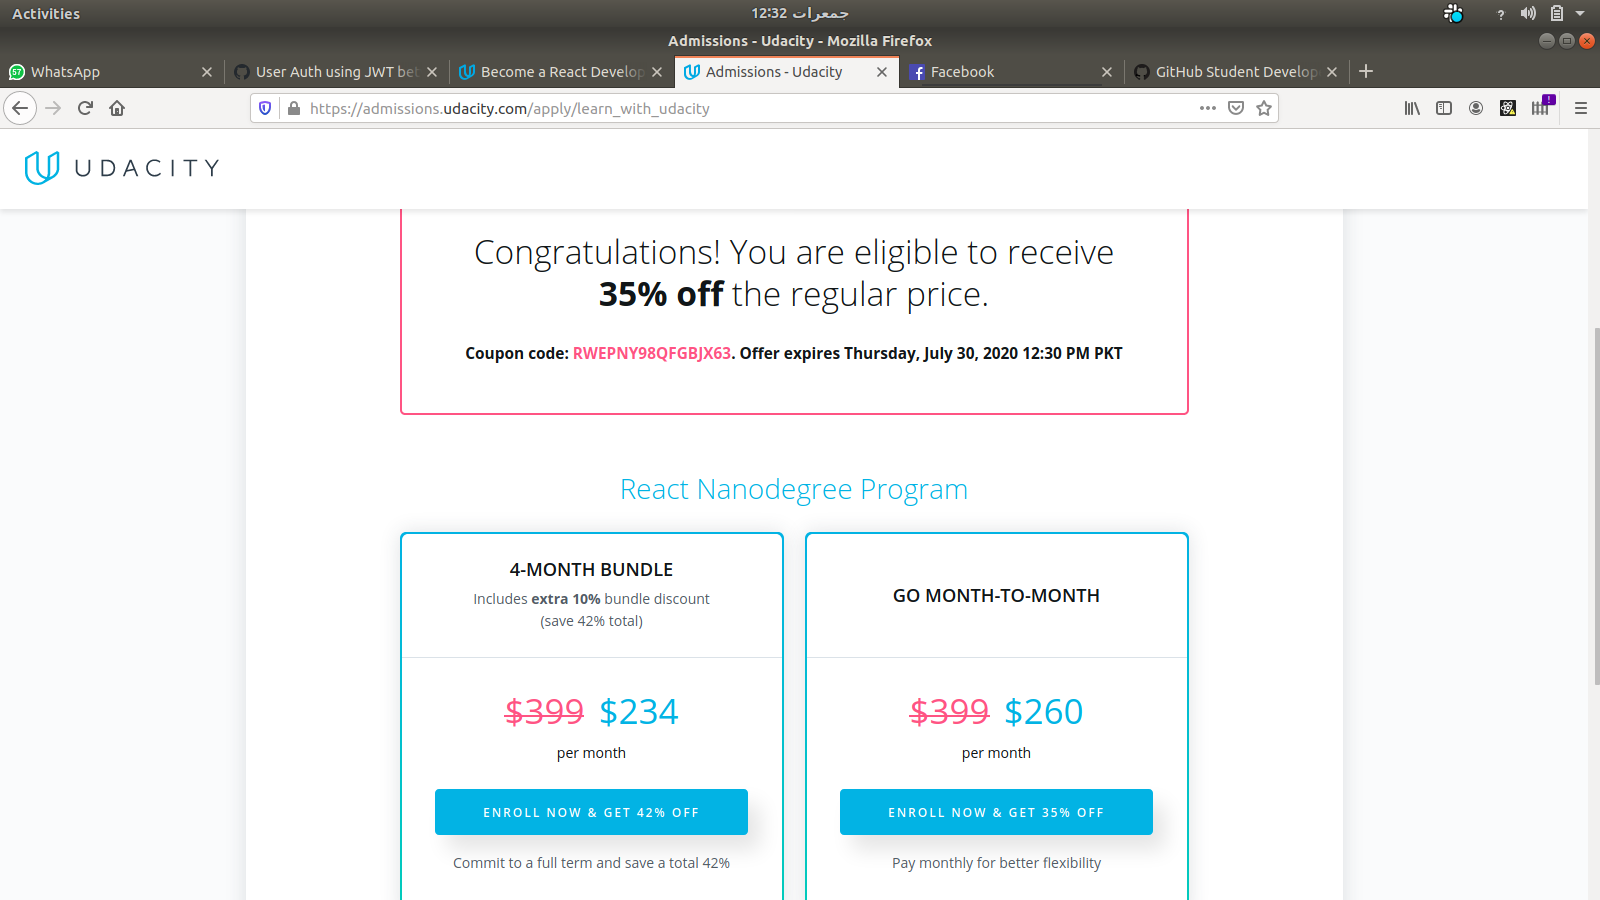 Activities
جمعرات 12:32
?
Admissions - Udacity - Mozilla Firefox
57
WhatsApp
User Auth using JWT bet
Become a React Develop
Admissions - Udacity
Facebook
GitHub Student Develop
https://admissions.udacity.com/apply/learn_with_udacity
!
UDACITY
Congratulations! You are eligible to receive
35% off the regular price.
Coupon code: RWEPNY98QFGBJX63. Offer expires Thursday, July 30, 2020 12:30 PM PKT
React Nanodegree Program
4-MONTH BUNDLE
Includes extra 10% bundle discount
(save 42% total)
$399 $234
per month
ENROLL NOW & GET 42% OFF
Commit to a full term and save a total 42%
GO MONTH-TO-MONTH
$399 $260
per month
ENROLL NOW & GET 35% OFF
Pay monthly for better flexibility